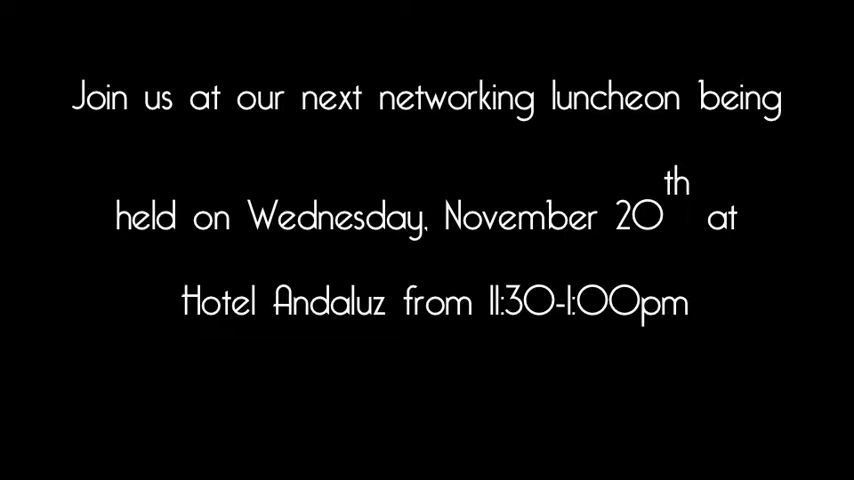 Join us at our next networking luncheon being
held on Wednesday, November 20th at
Hotel Andaluz from 11:30-1:00pm